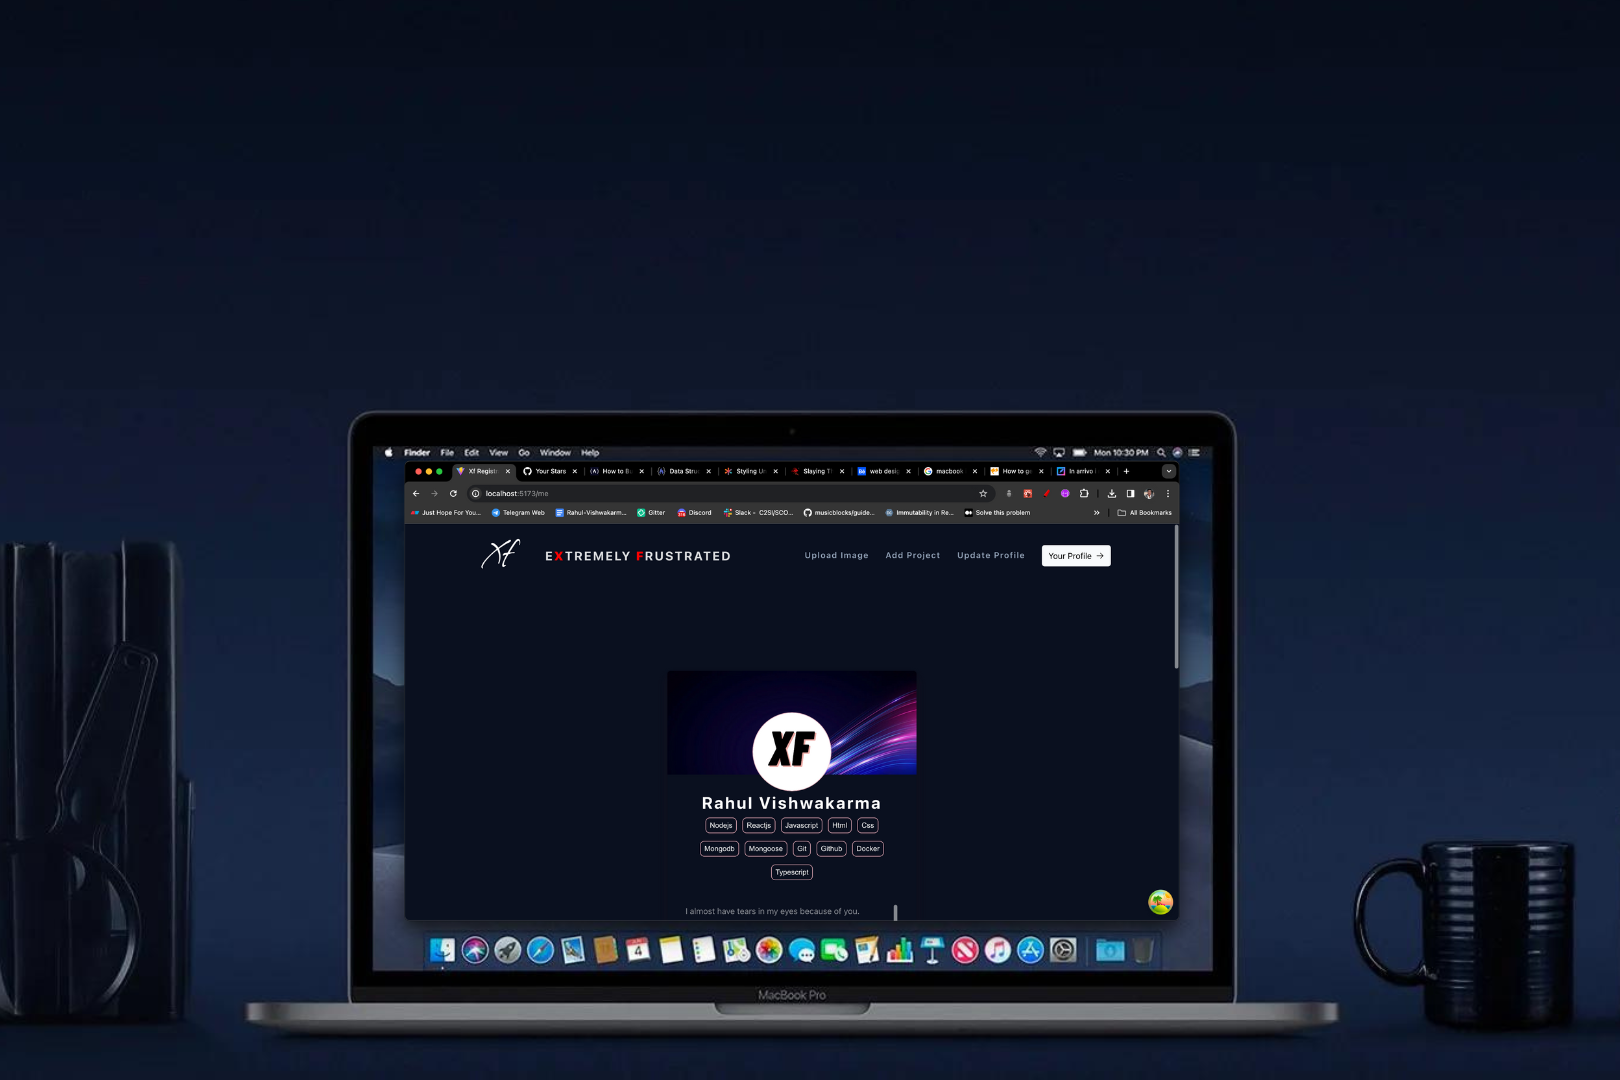 Finder File Edit View Go Window Help Mon 10:30 PM
Xf Regist Your Stars How to B Data Stru Styling U Slaying T web desi macbook How to g In arrivo
localhost:5173/me
Just Hope For You... Telegram Web Rahul-Vishwakarm... Gitter Discord Slack - C2SI/SCO... musicblocks/guide... Immutability in Re... Solve this problem » All Bookmarks
Xf EXTREMELY FRUSTRATED Upload Image Add Project Update Profile Your Profile →
XF
Rahul Vishwakarma
Nodejs Reactjs Javascript Html Css
Mongodb Mongoose Git Github Docker
Typescript
I almost have tears in my eyes because of you.
4
MacBook Pro